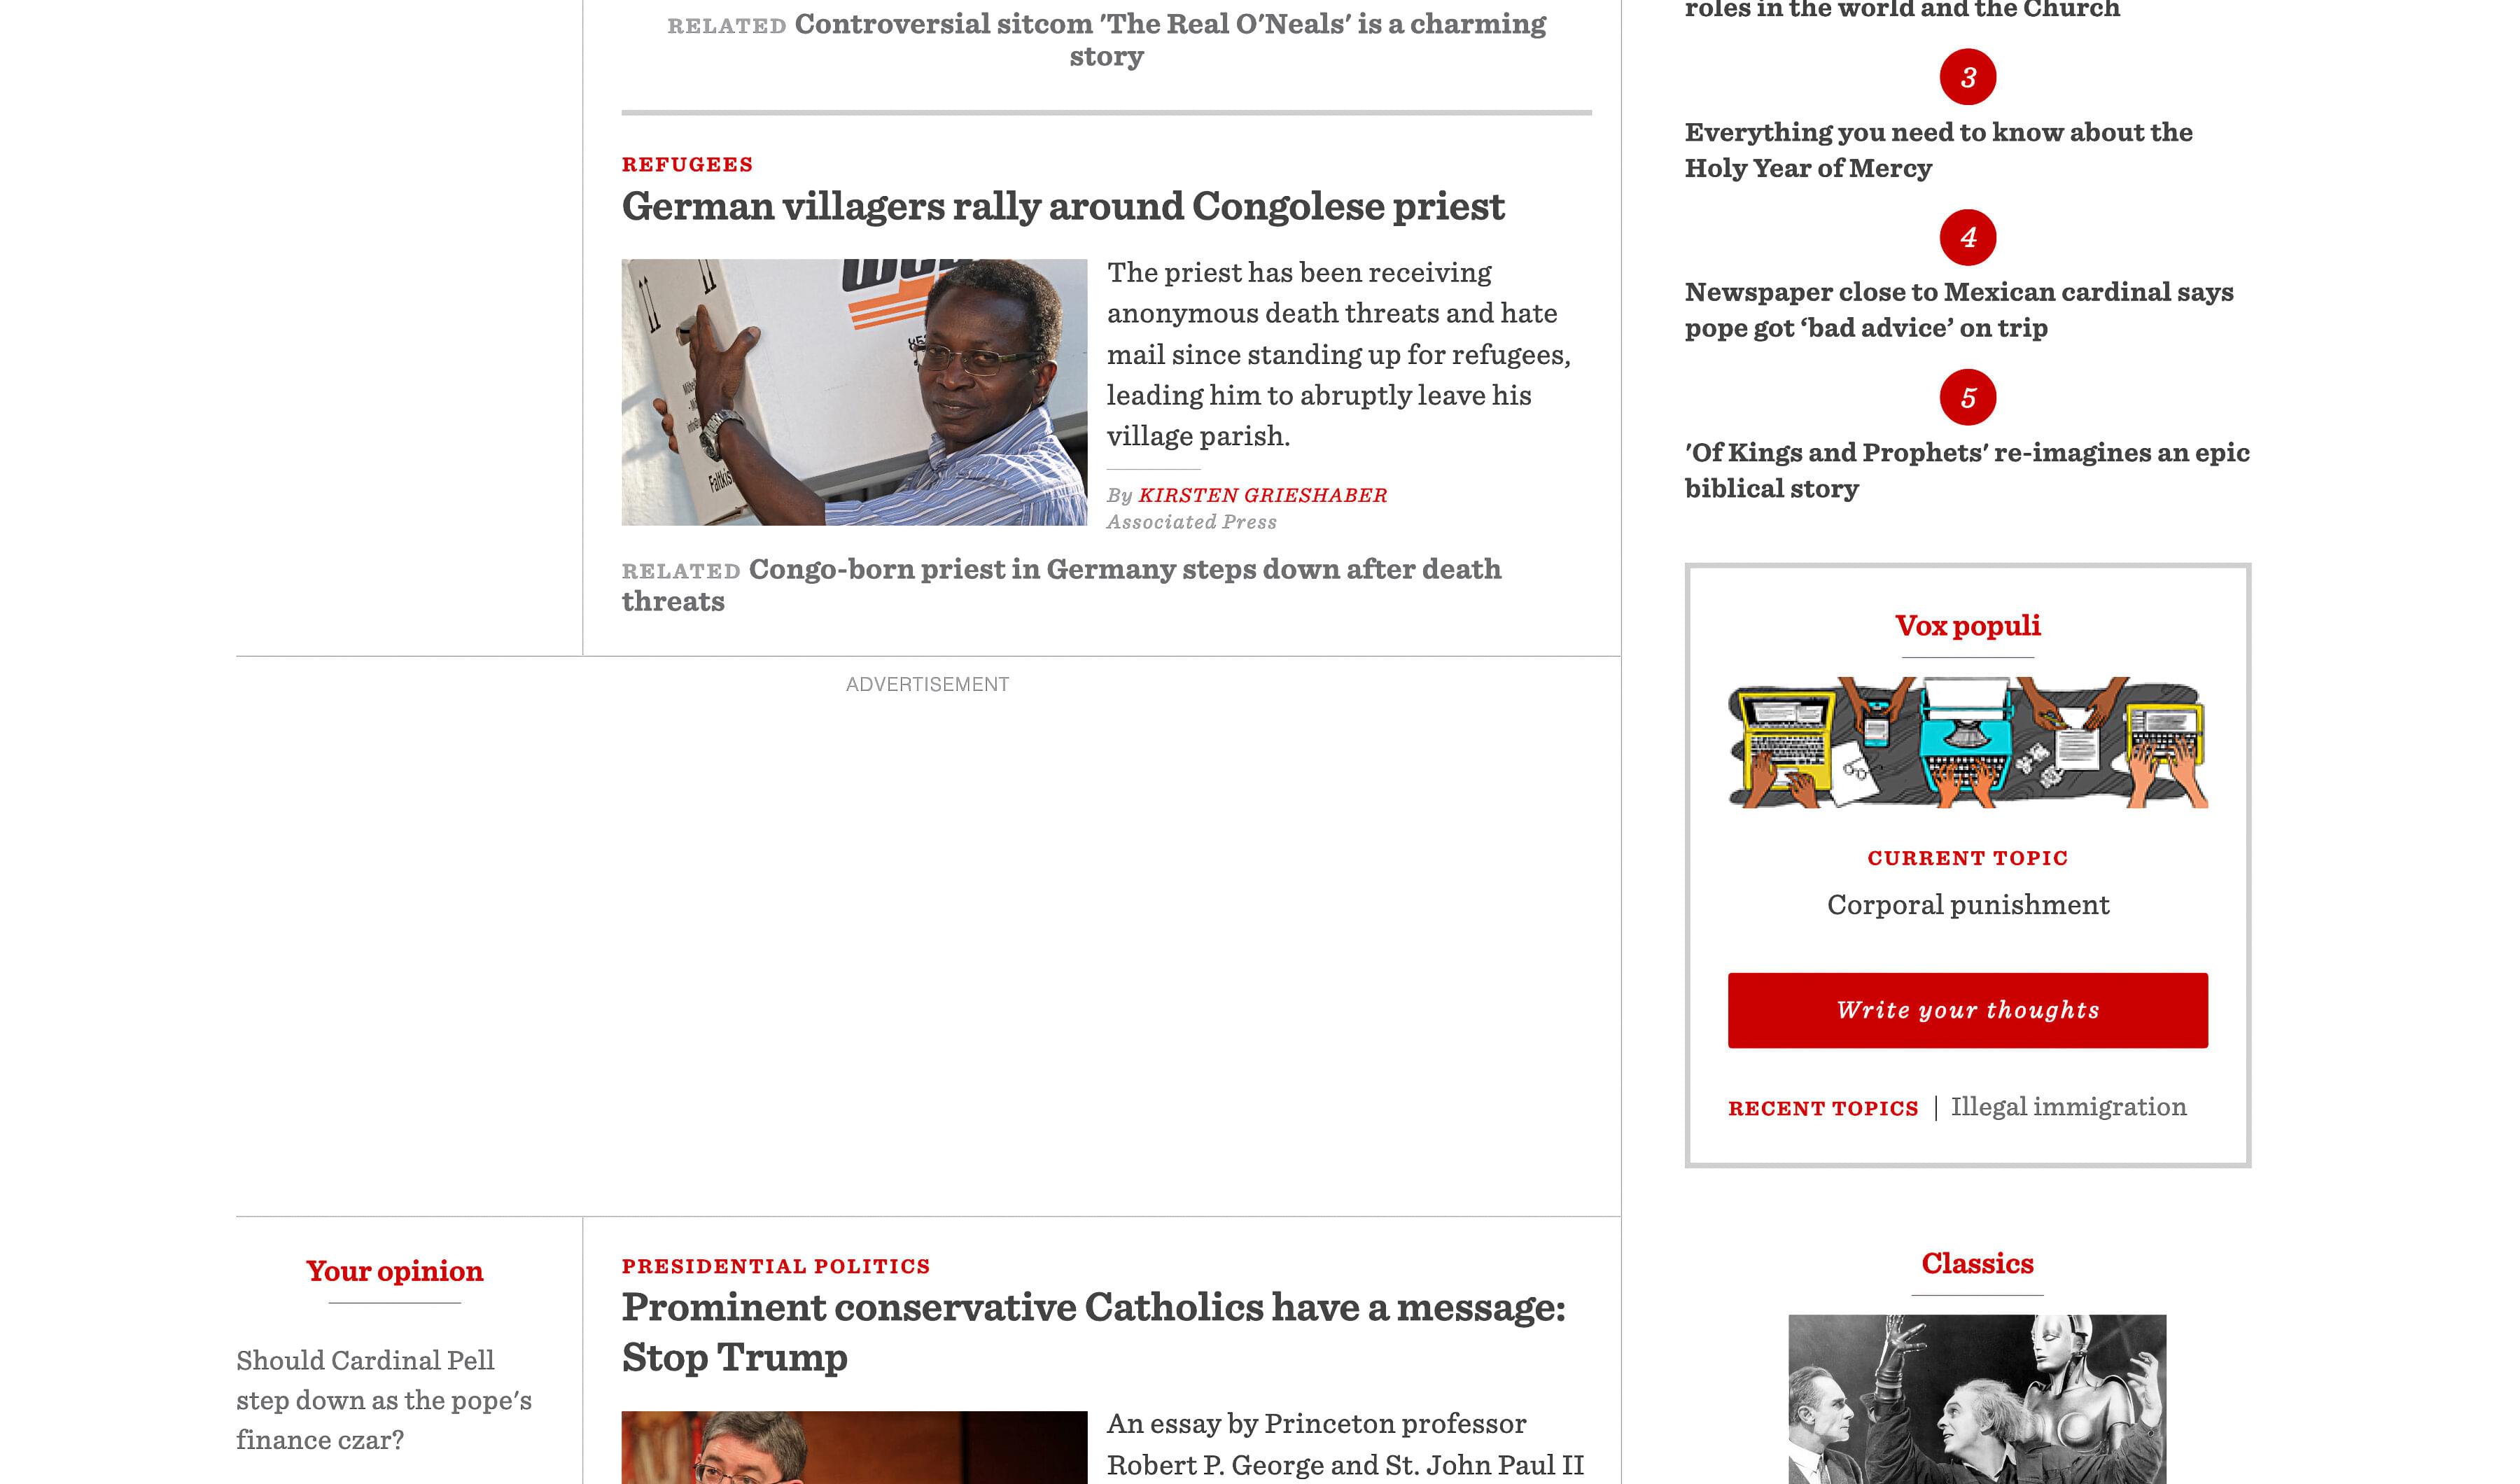 RELATED Controversial sitcom 'The Real O'Neals' is a charming
story
REFUGEES
German villagers rally around Congolese priest
The priest has been receiving
anonymous death threats and hate
mail since standing up for refugees,
leading him to abruptly leave his
village parish.
By KIRSTEN GRIESHABER
Associated Press
RELATED Congo-born priest in Germany steps down after death
threats
ADVERTISEMENT
Your opinion
Should Cardinal Pell
step down as the pope's
finance czar?
PRESIDENTIAL POLITICS
Prominent conservative Catholics have a message:
Stop Trump
An essay by Princeton professor
Robert P. George and St. John Paul II
roles in the world and the Church
3
Everything you need to know about the
Holy Year of Mercy
4
Newspaper close to Mexican cardinal says
pope got ‘bad advice’ on trip
5
'Of Kings and Prophets' re-imagines an epic
biblical story
Vox populi
CURRENT TOPIC
Corporal punishment
Write your thoughts
RECENT TOPICS | Illegal immigration
Classics